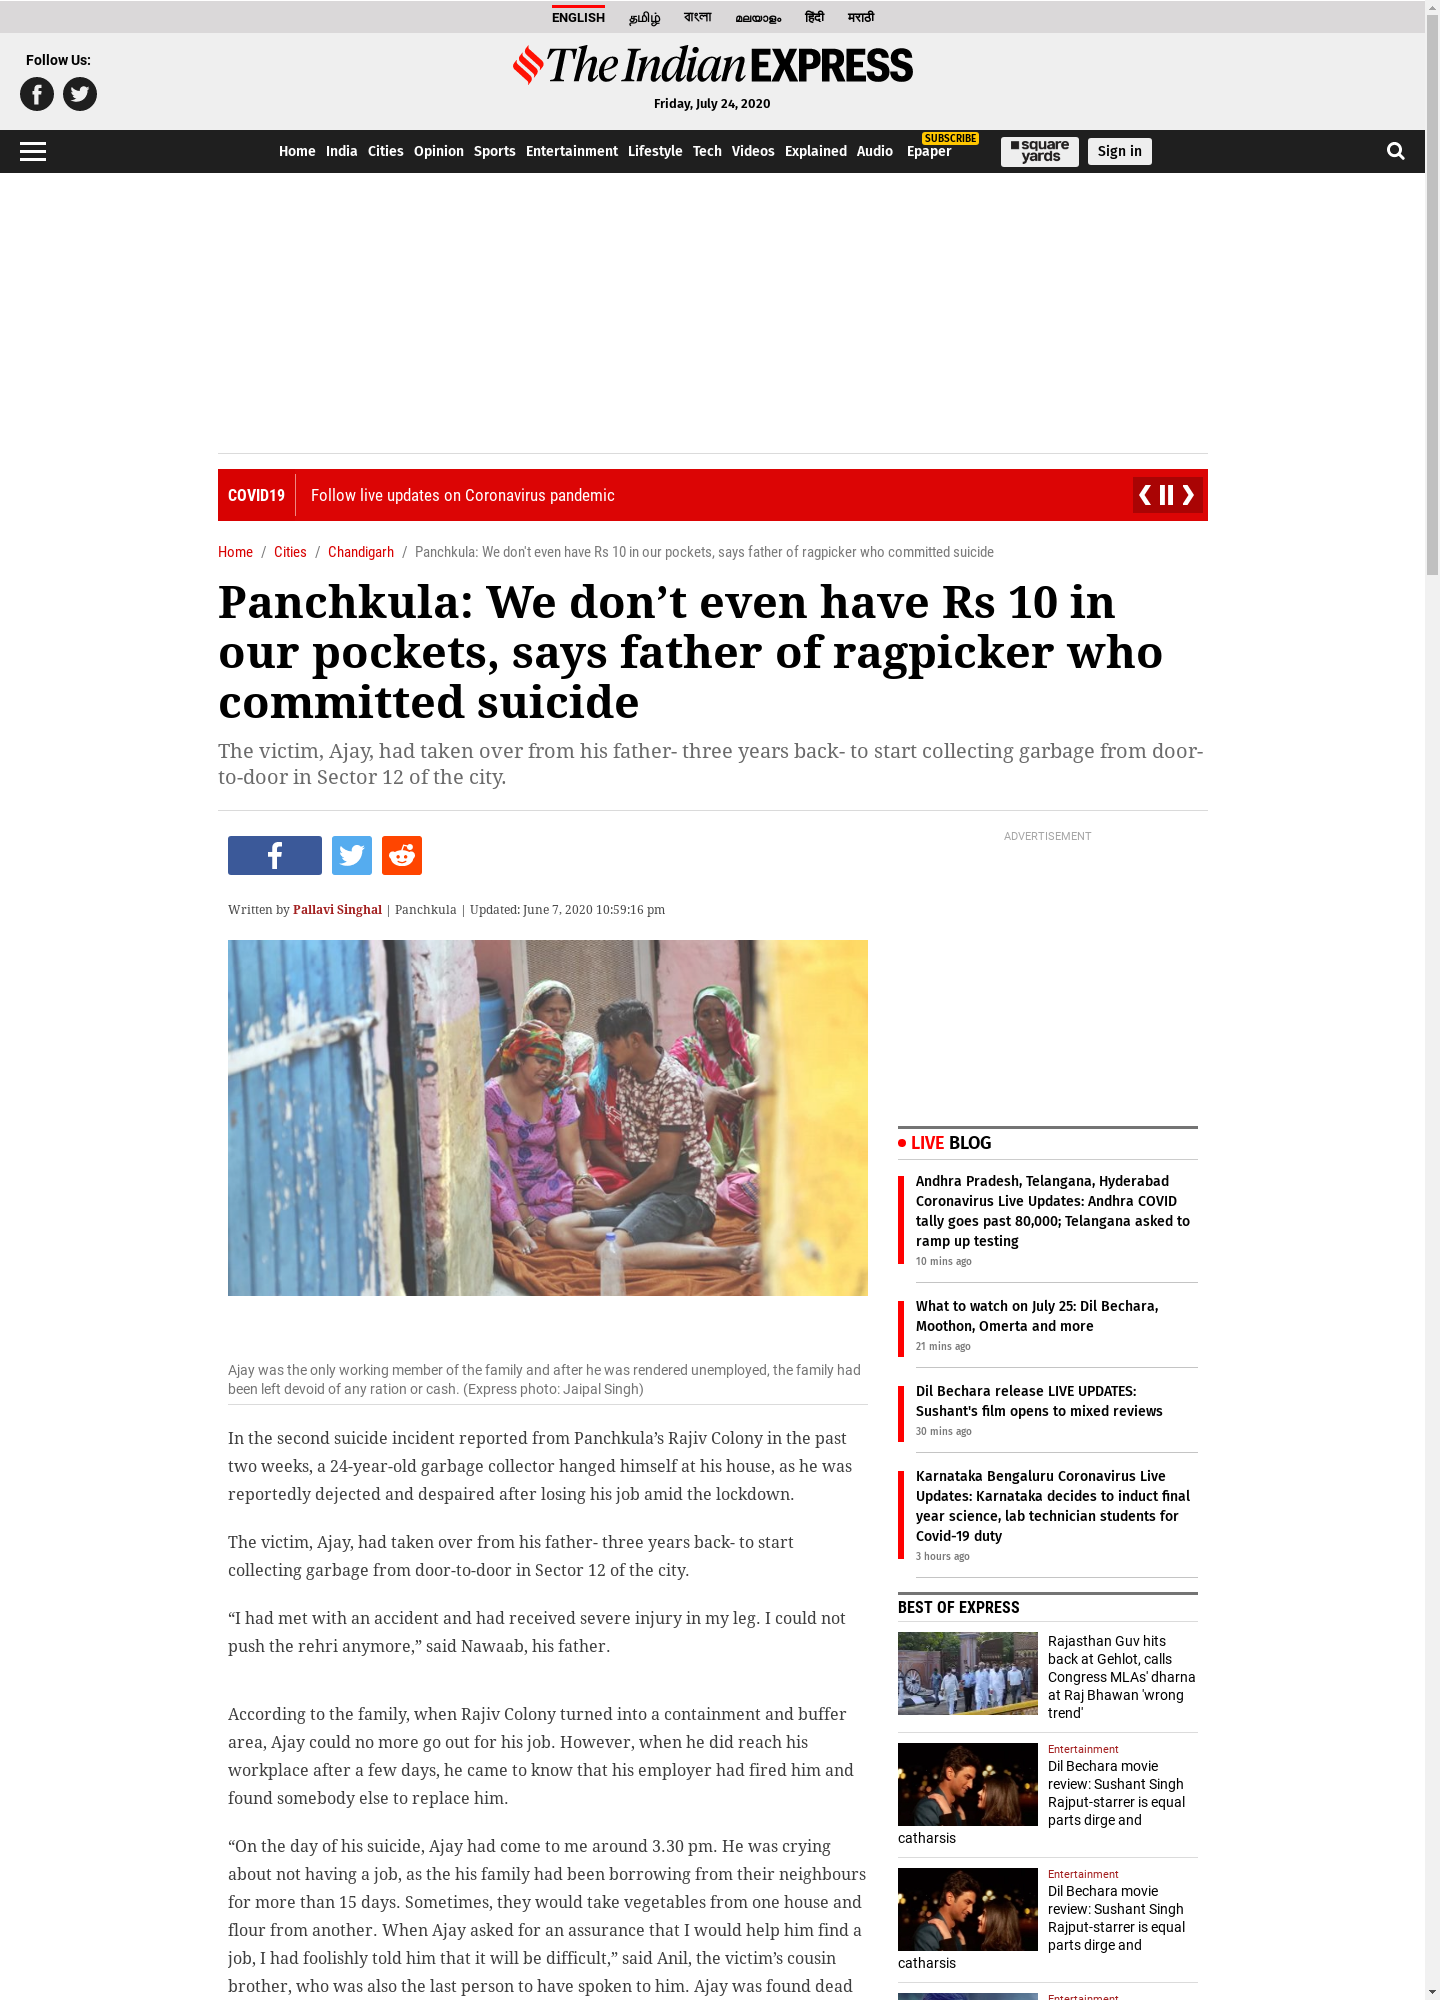 ENGLISH தமிழ் বাংলা മലയാളം हिंदी मराठी
Follow Us:
The Indian EXPRESS
Friday, July 24, 2020
Home India Cities Opinion Sports Entertainment Lifestyle Tech Videos Explained Audio Epaper SUBSCRIBE square yards Sign in
COVID19 Follow live updates on Coronavirus pandemic
Home / Cities / Chandigarh / Panchkula: We don't even have Rs 10 in our pockets, says father of ragpicker who committed suicide
Panchkula: We don’t even have Rs 10 in
our pockets, says father of ragpicker who
committed suicide
The victim, Ajay, had taken over from his father- three years back- to start collecting garbage from door-
to-door in Sector 12 of the city.
Written by Pallavi Singhal | Panchkula | Updated: June 7, 2020 10:59:16 pm
Ajay was the only working member of the family and after he was rendered unemployed, the family had
been left devoid of any ration or cash. (Express photo: Jaipal Singh)
In the second suicide incident reported from Panchkula’s Rajiv Colony in the past
two weeks, a 24-year-old garbage collector hanged himself at his house, as he was
reportedly dejected and despaired after losing his job amid the lockdown.
The victim, Ajay, had taken over from his father- three years back- to start
collecting garbage from door-to-door in Sector 12 of the city.
“I had met with an accident and had received severe injury in my leg. I could not
push the rehri anymore,” said Nawaab, his father.
According to the family, when Rajiv Colony turned into a containment and buffer
area, Ajay could no more go out for his job. However, when he did reach his
workplace after a few days, he came to know that his employer had fired him and
found somebody else to replace him.
“On the day of his suicide, Ajay had come to me around 3.30 pm. He was crying
about not having a job, as the his family had been borrowing from their neighbours
for more than 15 days. Sometimes, they would take vegetables from one house and
flour from another. When Ajay asked for an assurance that I would help him find a
job, I had foolishly told him that it will be difficult,” said Anil, the victim’s cousin
brother, who was also the last person to have spoken to him. Ajay was found dead
ADVERTISEMENT
LIVE BLOG
Andhra Pradesh, Telangana, Hyderabad
Coronavirus Live Updates: Andhra COVID
tally goes past 80,000; Telangana asked to
ramp up testing
10 mins ago
What to watch on July 25: Dil Bechara,
Moothon, Omerta and more
21 mins ago
Dil Bechara release LIVE UPDATES:
Sushant's film opens to mixed reviews
30 mins ago
Karnataka Bengaluru Coronavirus Live
Updates: Karnataka decides to induct final
year science, lab technician students for
Covid-19 duty
3 hours ago
BEST OF EXPRESS
Rajasthan Guv hits
back at Gehlot, calls
Congress MLAs' dharna
at Raj Bhawan 'wrong
trend'
Entertainment
Dil Bechara movie
review: Sushant Singh
Rajput-starrer is equal
parts dirge and
catharsis
Entertainment
Dil Bechara movie
review: Sushant Singh
Rajput-starrer is equal
parts dirge and
catharsis
Entertainment